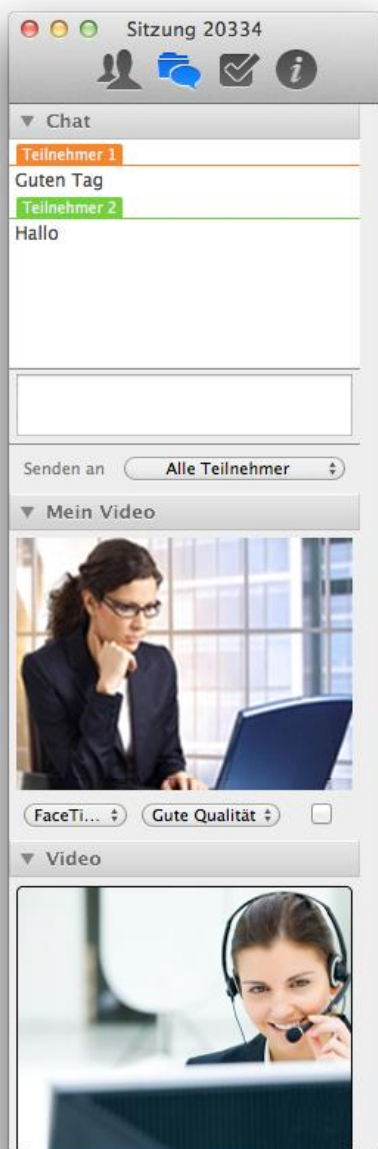 Sitzung 20334
Chat
Teilnehmer 1
Guten Tag
Teilnehmer 2
Hallo
Senden an Alle Teilnehmer
Mein Video
FaceTi... Gute Qualität
Video